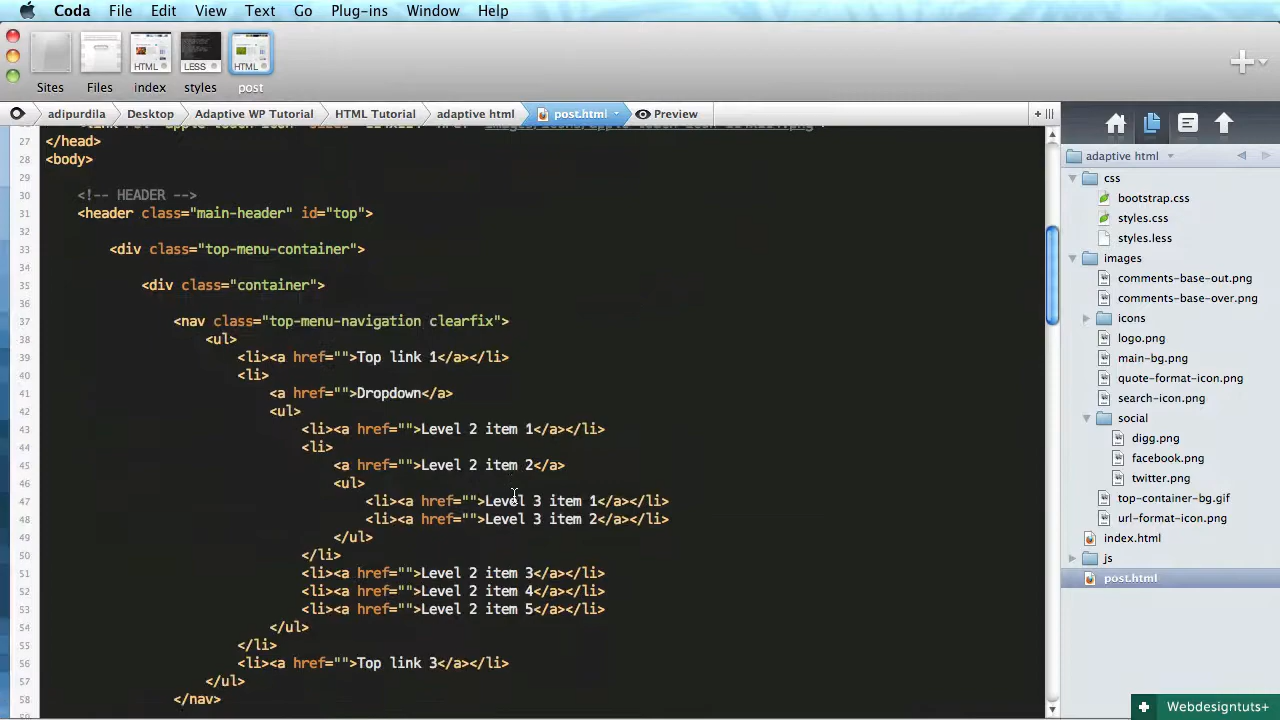 Coda File Edit View Text Go Plug-ins Window Help
HTML LESS HTML
Sites Files index styles post
adipurdila Desktop Adaptive WP Tutorial HTML Tutorial adaptive html post.html Preview
adaptive html
27 </head>
28 <body>
29
30 <!-- HEADER -->
31 <header class="main-header" id="top">
32
33 <div class="top-menu-container">
34
35 <div class="container">
36
37 <nav class="top-menu-navigation clearfix">
38 <ul>
39 <li><a href="">Top link 1</a></li>
40 <li>
41 <a href="">Dropdown</a>
42 <ul>
43 <li><a href="">Level 2 item 1</a></li>
44 <li>
45 <a href="">Level 2 item 2</a>
46 <ul>
47 <li><a href="">Level 3 item 1</a></li>
48 <li><a href="">Level 3 item 2</a></li>
49 </ul>
50 </li>
51 <li><a href="">Level 2 item 3</a></li>
52 <li><a href="">Level 2 item 4</a></li>
53 <li><a href="">Level 2 item 5</a></li>
54 </ul>
55 </li>
56 <li><a href="">Top link 3</a></li>
57 </ul>
58 </nav>
css
bootstrap.css
styles.css
styles.less
images
comments-base-out.png
comments-base-over.png
icons
logo.png
main-bg.png
quote-format-icon.png
search-icon.png
social
digg.png
facebook.png
twitter.png
top-container-bg.gif
url-format-icon.png
index.html
js
post.html
Webdesigntuts+